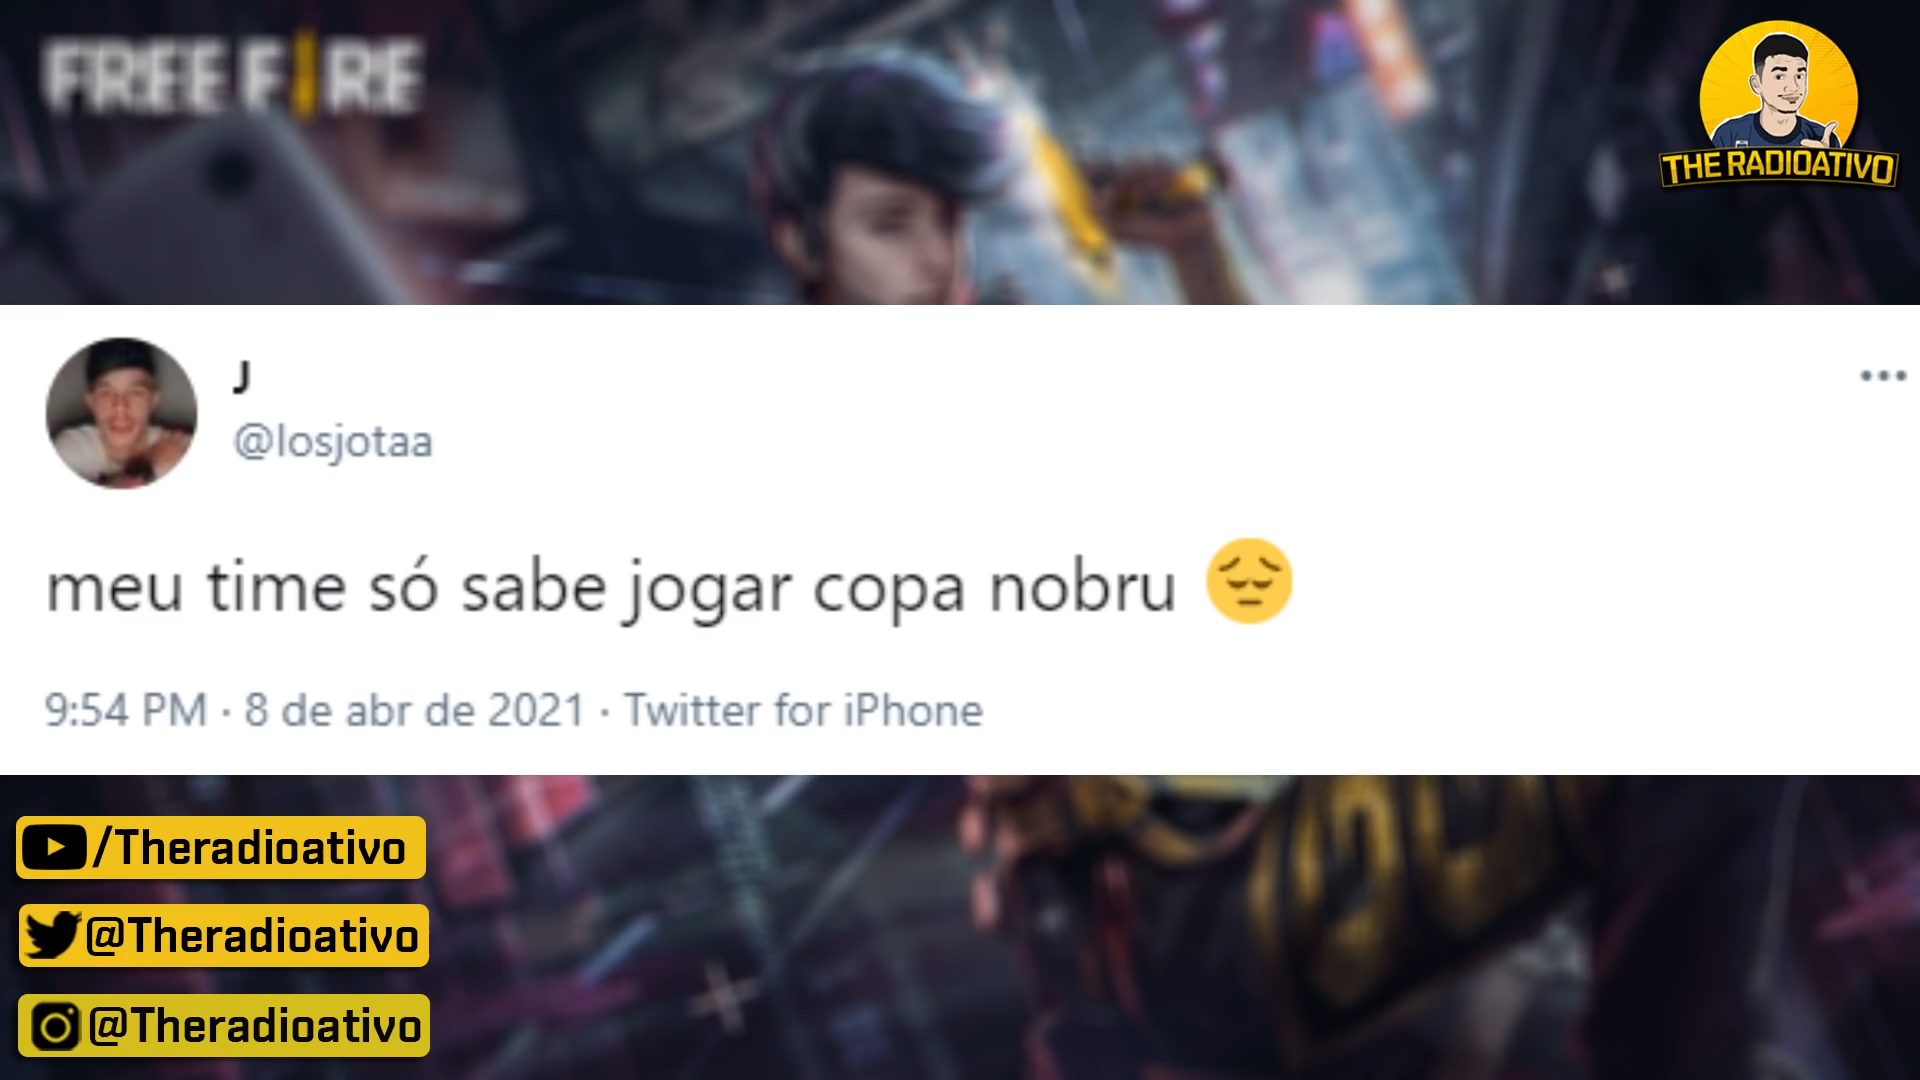 FREE FIRE
THE RADIOATIVO
J
@losjotaa
meu time só sabe jogar copa nobru 😔
9:54 PM · 8 de abr de 2021 · Twitter for iPhone
/Theradioativo
@Theradioativo
@Theradioativo